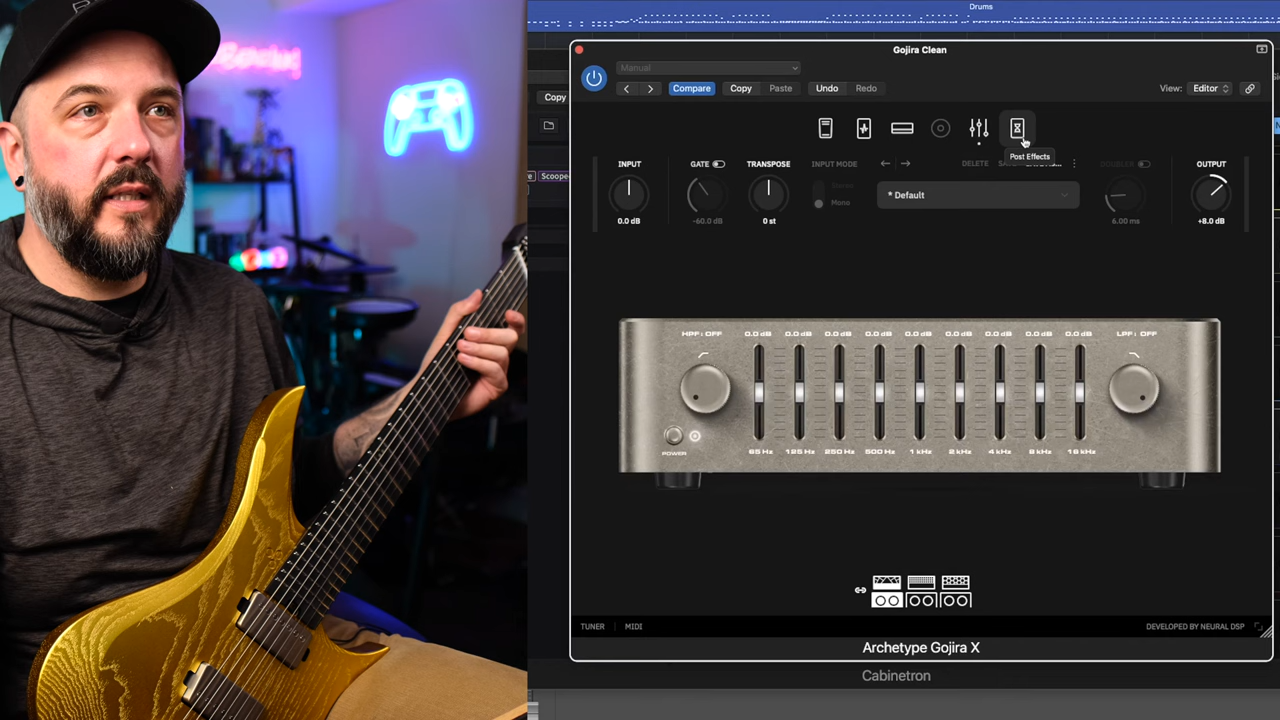 Drums
Gojira Clean
Manual
Compare
Copy
Paste
Undo
Redo
View:
Editor
Copy
Post Effects
INPUT
GATE
TRANSPOSE
INPUT MODE
DELETE
DOUBLER
OUTPUT
Stereo
Mono
* Default
0.0 dB
-60.0 dB
0 st
6.00 ms
+8.0 dB
Scooped
HPF: OFF
0.0 dB 0.0 dB 0.0 dB 0.0 dB 0.0 dB 0.0 dB 0.0 dB 0.0 dB 0.0 dB
LPF: OFF
POWER
65 Hz 125 Hz 250 Hz 500 Hz 1 kHz 2 kHz 4 kHz 8 kHz 16 kHz
TUNER
MIDI
DEVELOPED BY NEURAL DSP
Archetype Gojira X
Cabinetron